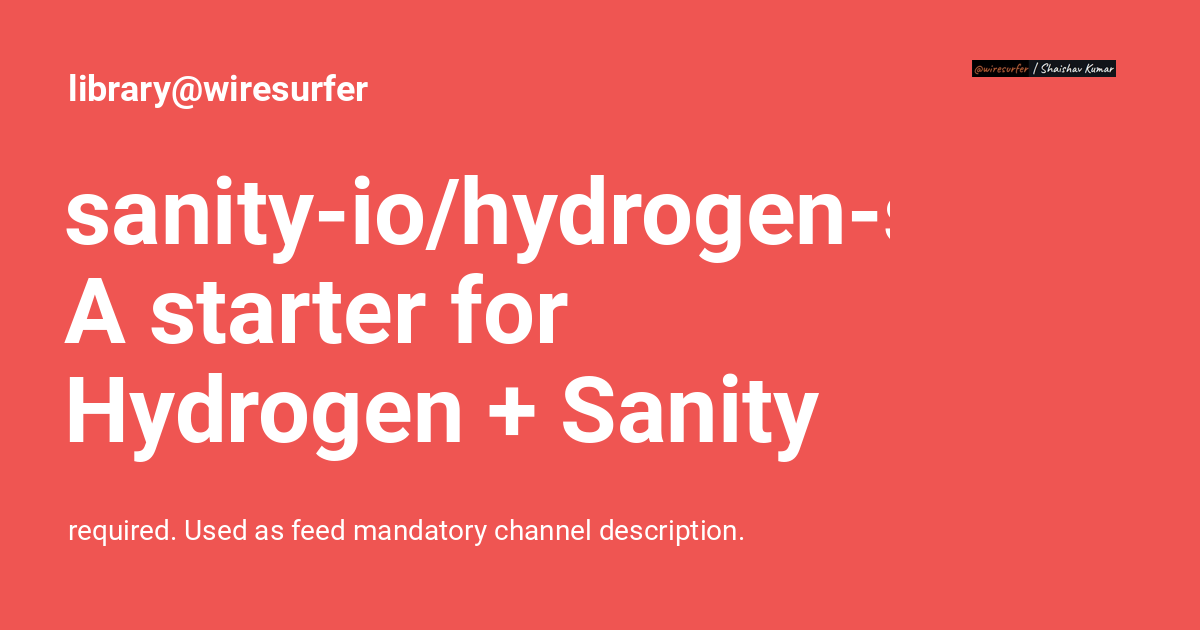 library@wiresurfer
@wiresurfer | Shaishav Kumar
sanity-io/hydrogen-s
A starter for
Hydrogen + Sanity
required. Used as feed mandatory channel description.